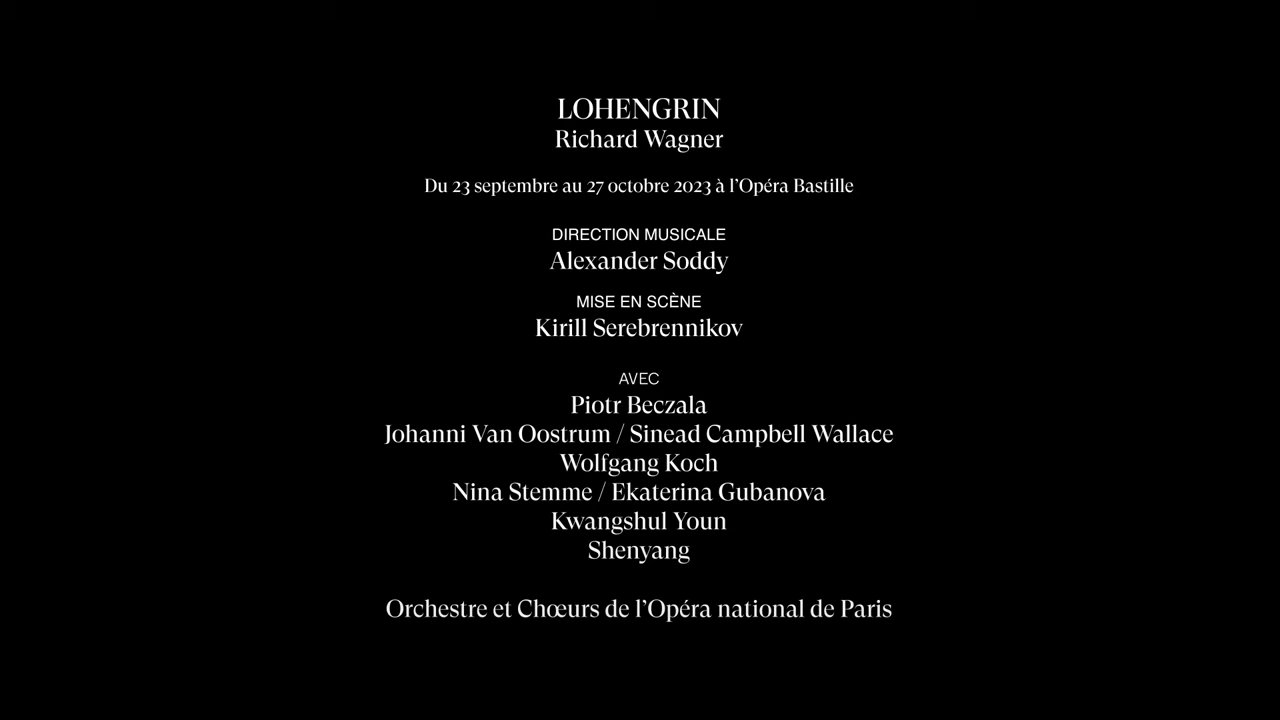 LOHENGRIN
Richard Wagner
Du 23 septembre au 27 octobre 2023 à l’Opéra Bastille
DIRECTION MUSICALE
Alexander Soddy
MISE EN SCÈNE
Kirill Serebrennikov
AVEC
Piotr Beczala
Johanni Van Oostrum / Sinead Campbell Wallace
Wolfgang Koch
Nina Stemme / Ekaterina Gubanova
Kwangshul Youn
Shenyang
Orchestre et Chœurs de l’Opéra national de Paris